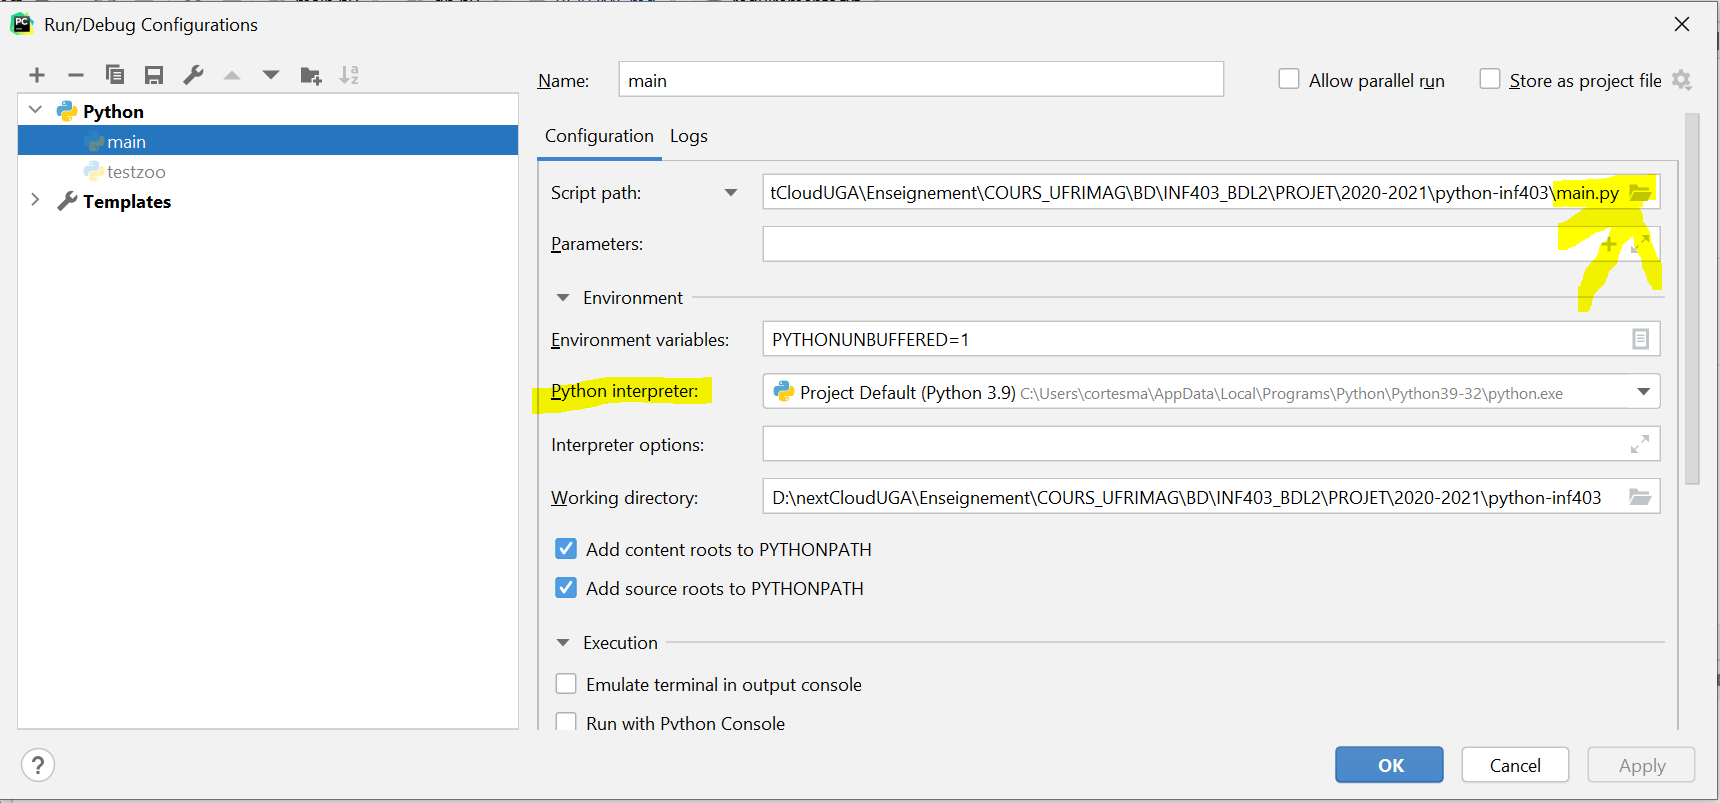 PC
Run/Debug Configurations
Name: main Allow parallel run Store as project file
Python
main
testzoo
Templates
Configuration Logs
Script path: tCloudUGA\Enseignement\COURS_UFRIMAG\BD\INF403_BDL2\PROJET\2020-2021\python-inf403\main.py
Parameters:
Environment
Environment variables: PYTHONUNBUFFERED=1
Python interpreter: Project Default (Python 3.9) C:\Users\cortesma\AppData\Local\Programs\Python\Python39-32\python.exe
Interpreter options:
Working directory: D:\nextCloudUGA\Enseignement\COURS_UFRIMAG\BD\INF403_BDL2\PROJET\2020-2021\python-inf403
Add content roots to PYTHONPATH
Add source roots to PYTHONPATH
Execution
Emulate terminal in output console
Run with Python Console
? OK Cancel Apply